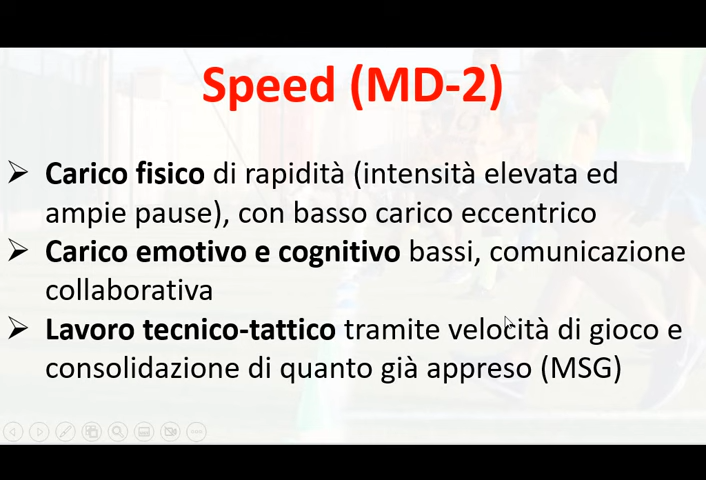 Speed (MD-2)
Carico fisico di rapidità (intensità elevata ed
ampie pause), con basso carico eccentrico
Carico emotivo e cognitivo bassi, comunicazione
collaborativa
Lavoro tecnico-tattico tramite velocità di gioco e
consolidazione di quanto già appreso (MSG)